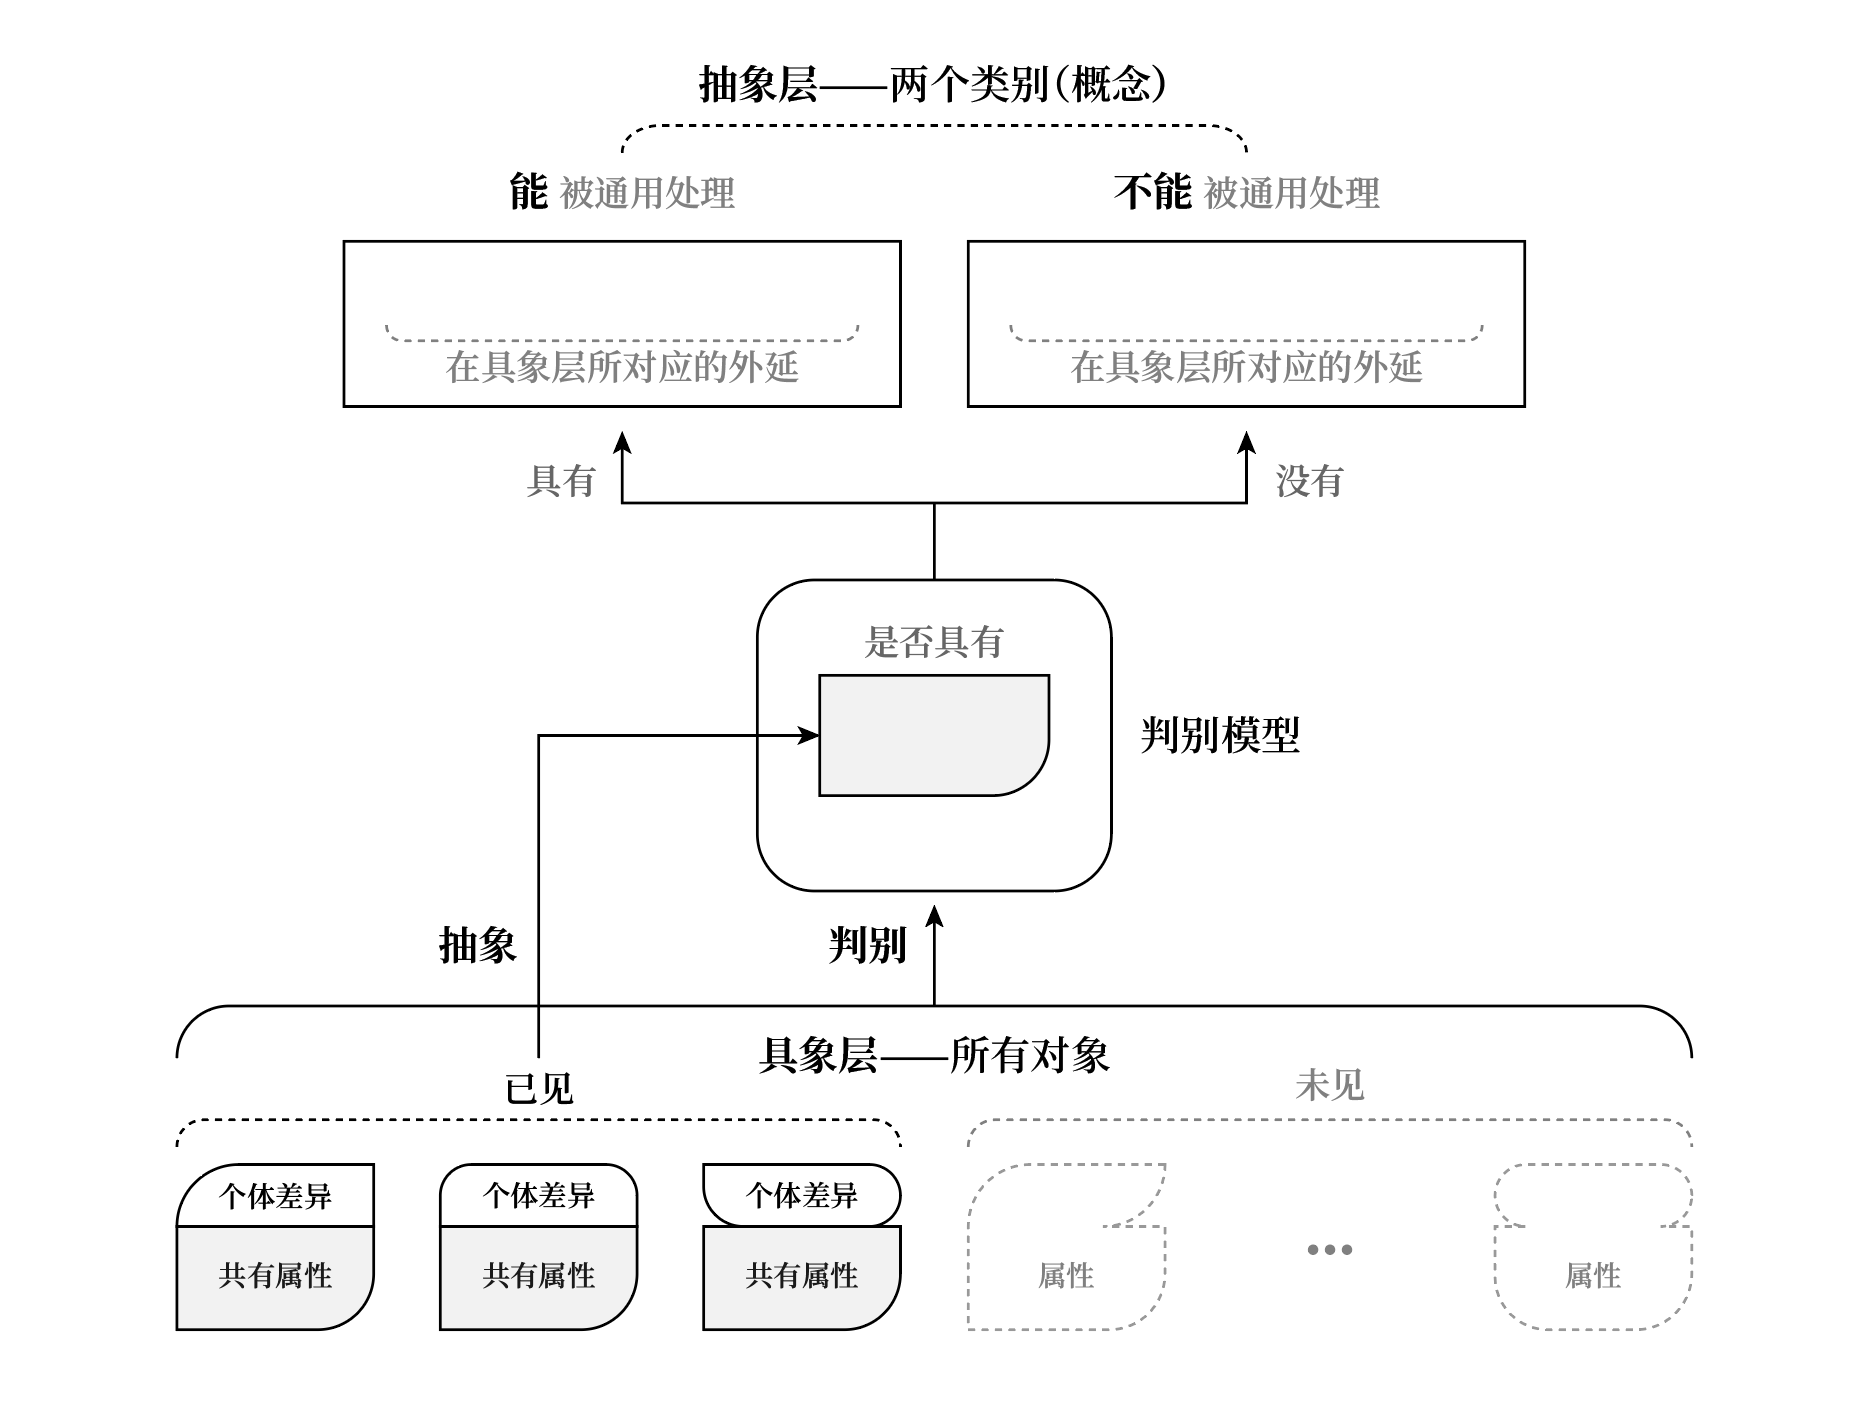 抽象层——两个类别(概念)
能 被通用处理
不能 被通用处理
在具象层所对应的外延
在具象层所对应的外延
具有
没有
是否具有
判别模型
抽象
判别
具象层——所有对象
已见
未见
个体差异
个体差异
个体差异
共有属性
共有属性
共有属性
属性
•••
属性